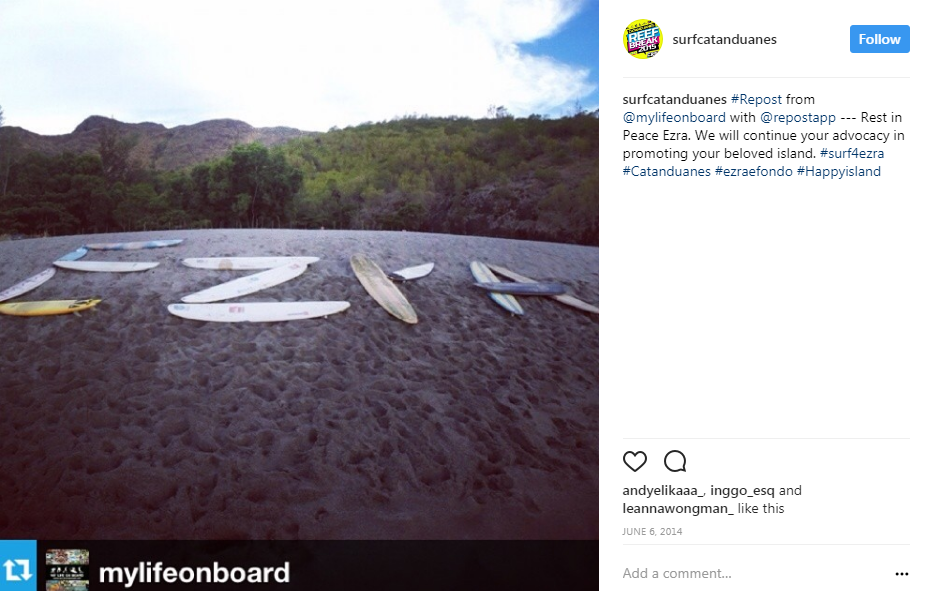 EZrA
REEF
BREAK
2015
surfcatanduanes
Follow
surfcatanduanes #Repost from
@mylifeonboard with @repostapp --- Rest in
Peace Ezra. We will continue your advocacy in
promoting your beloved island. #surf4ezra
#Catanduanes #ezraefondo #Happyisland
andyelikaaa_, inggo_esq and
leannawongman_ like this
JUNE 6, 2014
Add a comment...
mylifeonboard